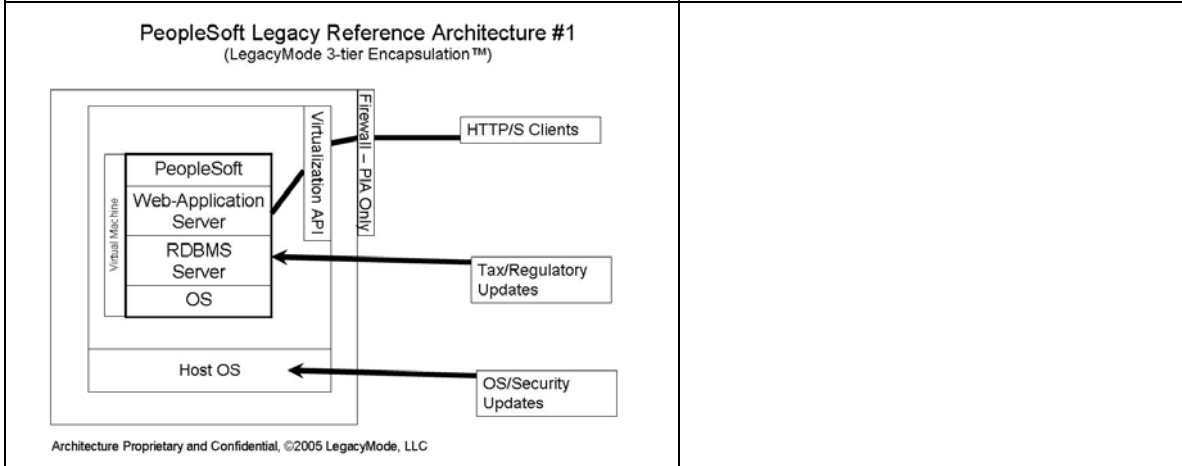 PeopleSoft Legacy Reference Architecture #1
(LegacyMode 3-tier Encapsulation™)
Firewall – PIA Only
Virtualization API
HTTP/S Clients
Virtual Machine
PeopleSoft
Web-Application
Server
RDBMS
Server
OS
Tax/Regulatory
Updates
Host OS
OS/Security
Updates
Architecture Proprietary and Confidential, ©2005 LegacyMode, LLC